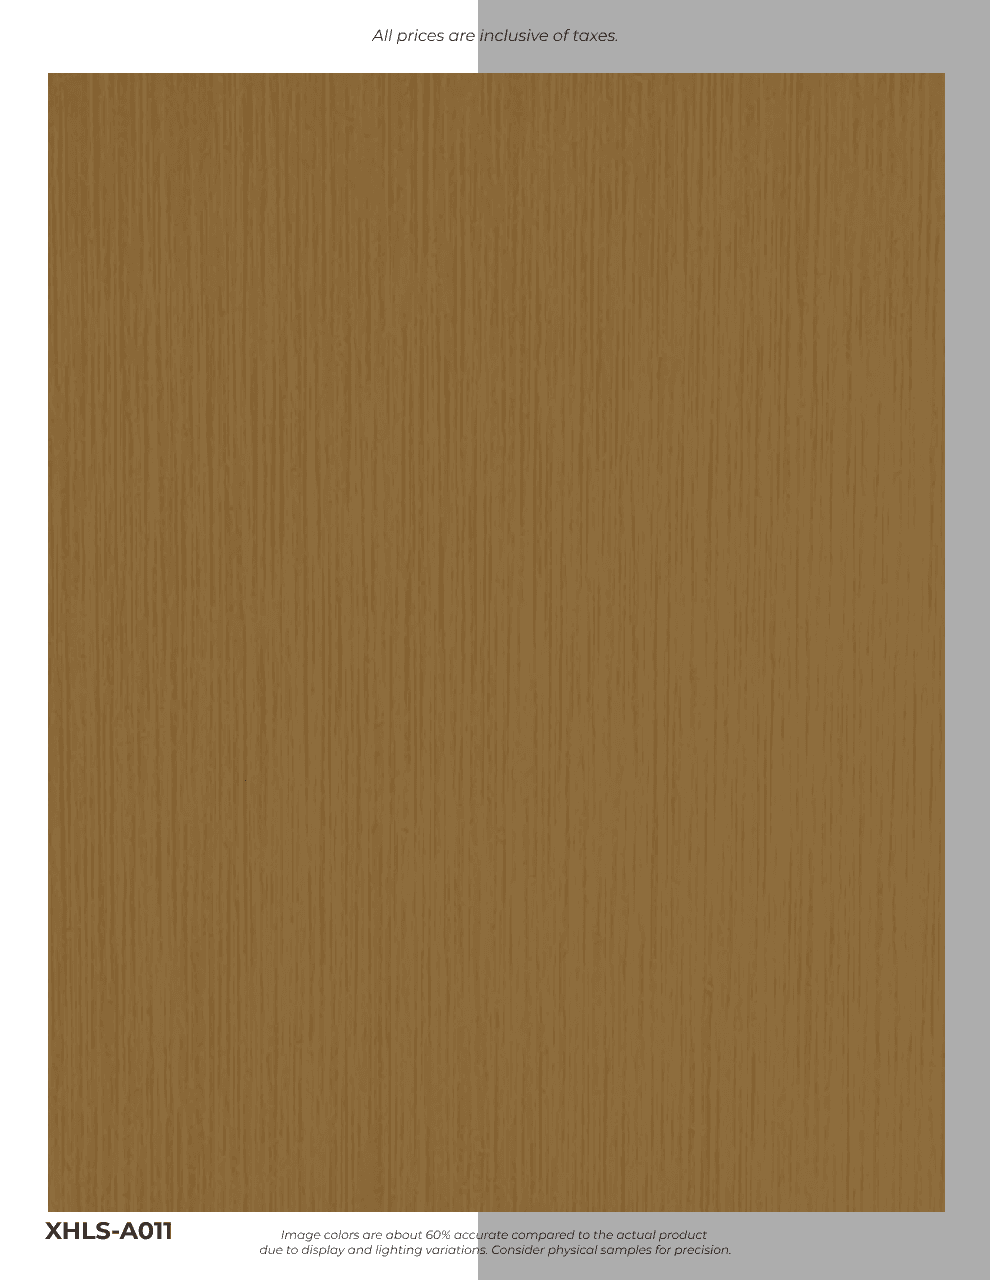 All prices are inclusive of taxes.
XHLS-A011
Image colors are about 60% accurate compared to the actual product
due to display and lighting variations. Consider physical samples for precision.